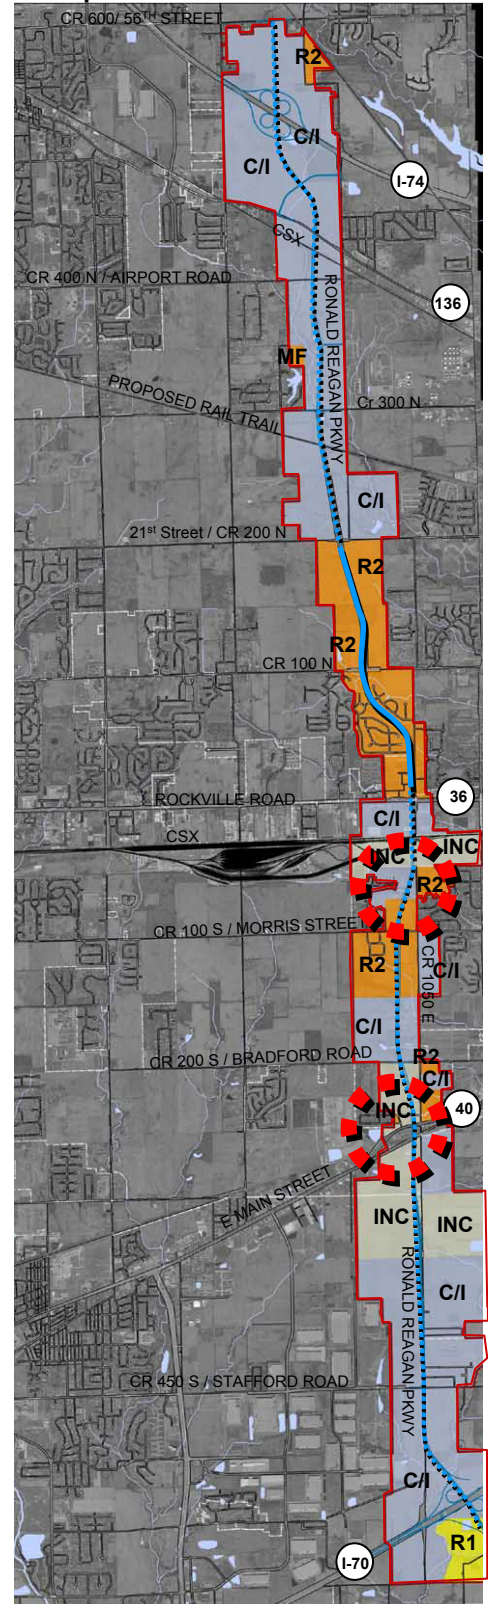 CR 600/ 56TH STREET
R2
C/I
C/I
I-74
CSX
CR 400 N / AIRPORT ROAD
136
RONALD REAGAN PKWY
MF
PROPOSED RAIL TRAIL
Cr 300 N
C/I
21st Street / CR 200 N
R2
R2
CR 100 N
36
ROCKVILLE ROAD
C/I
CSX
INC
INC
R2
CR 100 S / MORRIS STREET
R2
C/I
CR 1050 E
C/I
CR 200 S / BRADFORD ROAD
R2
C/I
INC
40
E MAIN STREET
INC
INC
RONALD REAGAN PKWY
C/I
CR 450 S / STAFFORD ROAD
C/I
I-70
R1